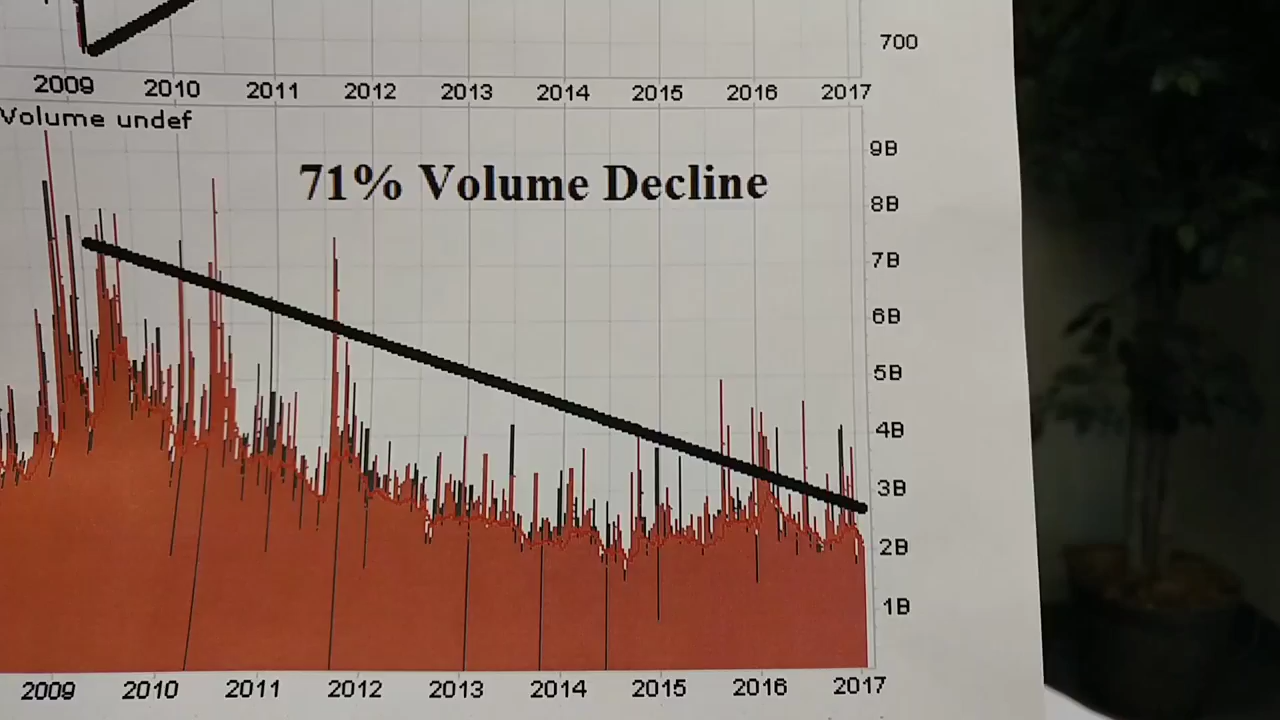 700
2009 2010 2011 2012 2013 2014 2015 2016 2017
Volume undef
9B
71% Volume Decline
8B
7B
6B
5B
4B
3B
2B
1B
2009 2010 2011 2012 2013 2014 2015 2016 2017